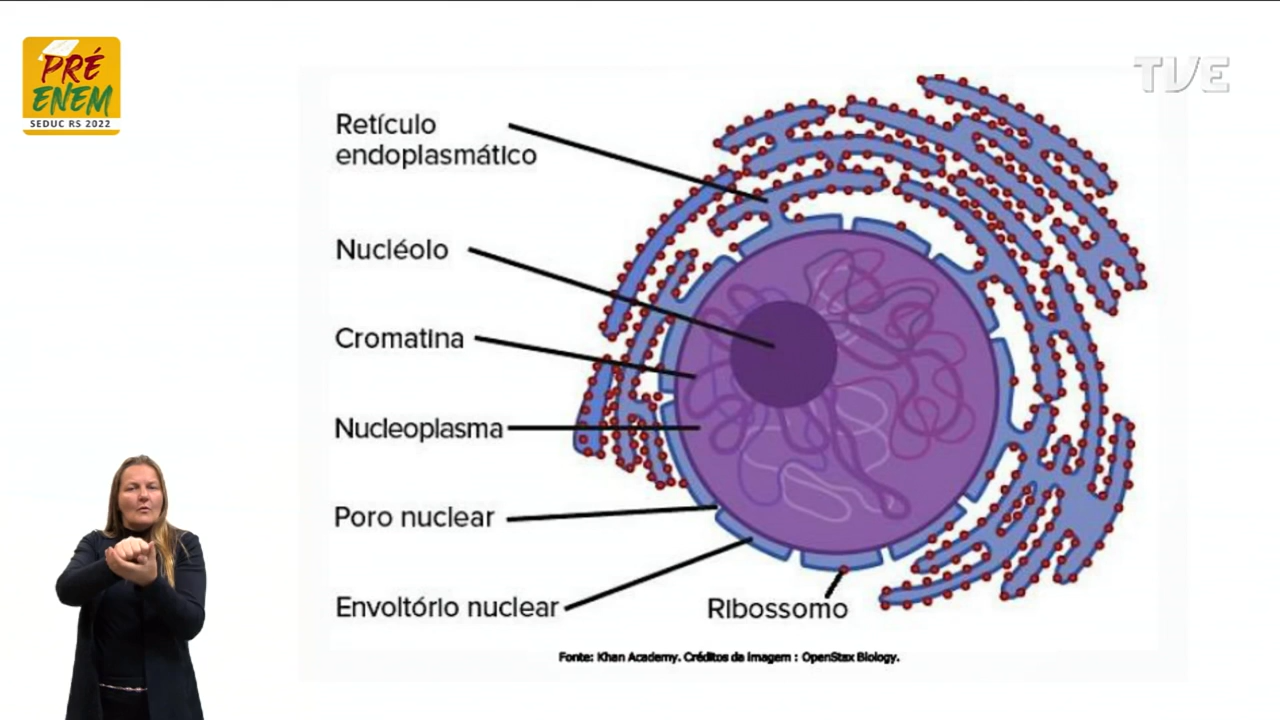 PRÉ
ENEM
SEDUC RS 2022
TVE
Retículo
endoplasmático
Nucléolo
Cromatina
Nucleoplasma
Poro nuclear
Envoltório nuclear
Ribossomo
Fonte: Khan Academy. Créditos da imagem : OpenStax Biology.